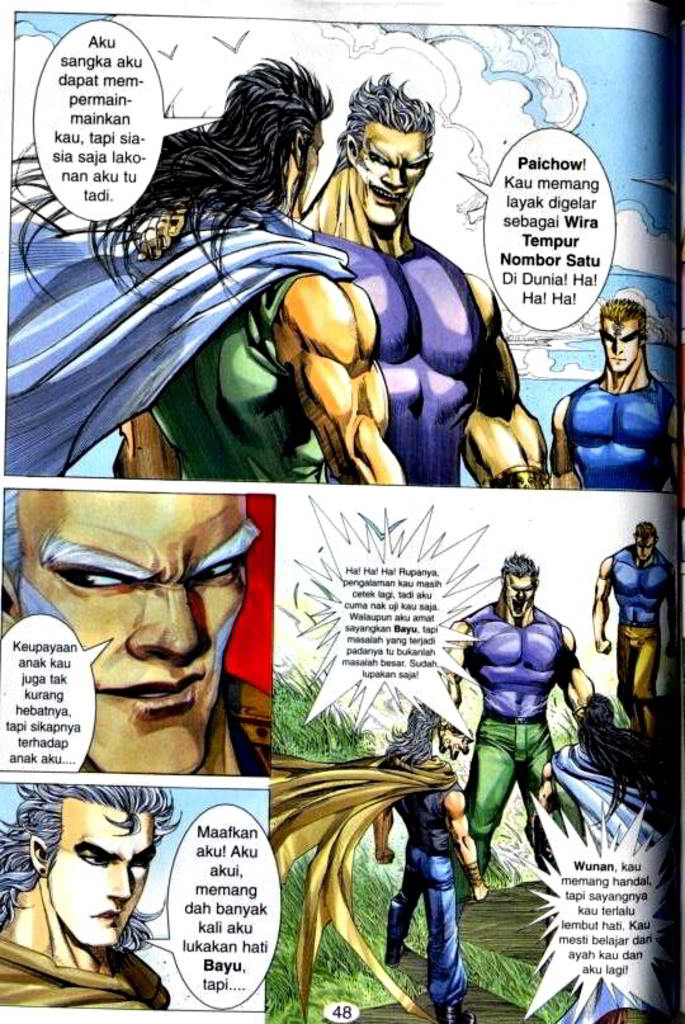 Aku
sangka aku
dapat mem-
permain-
mainkan
kau, tapi sia-
sia saja lako-
nan aku tu
tadi.
Paichow!
Kau memang
layak digelar
sebagai Wira
Tempur
Nombor Satu
Di Dunia! Ha!
Ha! Ha!
Keupayaan
anak kau
juga tak
kurang
hebatnya,
tapi sikapnya
terhadap
anak aku....
Ha! Ha! Ha! Rupanya,
pengalaman kau masih
cetek lagi, tadi aku
cuma nak uji kau saja.
Walaupun aku amat
sayangkan Bayu, tapi
padanya tu bukanlah
masalah besar. Sudah
lupakan saja!
Maafkan
aku! Aku
akui,
memang
dah banyak
kali aku
lukakan hati
Bayu,
tapi....
Wunan, kau
memang handal,
tapi sayangnya
kau terlalu
lembut hati. Kau
mesti belajar dari
ayah kau dan
aku lagi!
48